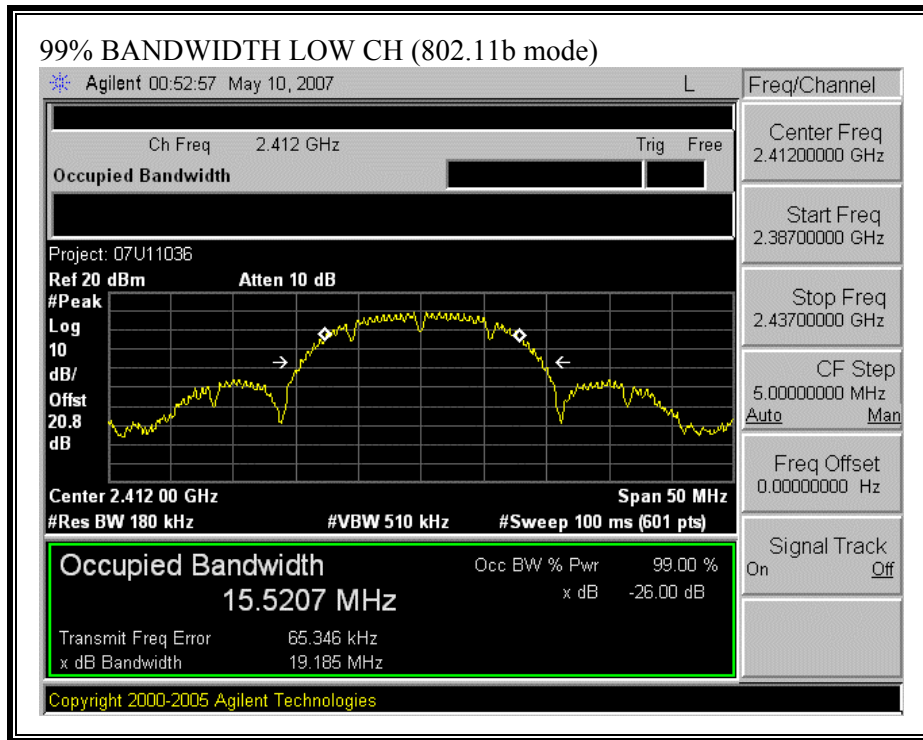 99% BANDWIDTH LOW CH (802.11b mode)
Agilent 00:52:57 May 10, 2007 L
Freq/Channel
Ch Freq 2.412 GHz Trig Free
Occupied Bandwidth
Center Freq
2.41200000 GHz
Start Freq
2.38700000 GHz
Stop Freq
2.43700000 GHz
CF Step
5.00000000 MHz
Auto Man
Freq Offset
0.00000000 Hz
Signal Track
On Off
Project: 07U11036
Ref 20 dBm Atten 10 dB
#Peak
Log
10
dB/
Offst
20.8
dB
Center 2.412 00 GHz Span 50 MHz
#Res BW 180 kHz #VBW 510 kHz #Sweep 100 ms (601 pts)
Occupied Bandwidth Occ BW % Pwr 99.00 %
15.5207 MHz x dB -26.00 dB
Transmit Freq Error 65.346 kHz
x dB Bandwidth 19.185 MHz
Copyright 2000-2005 Agilent Technologies